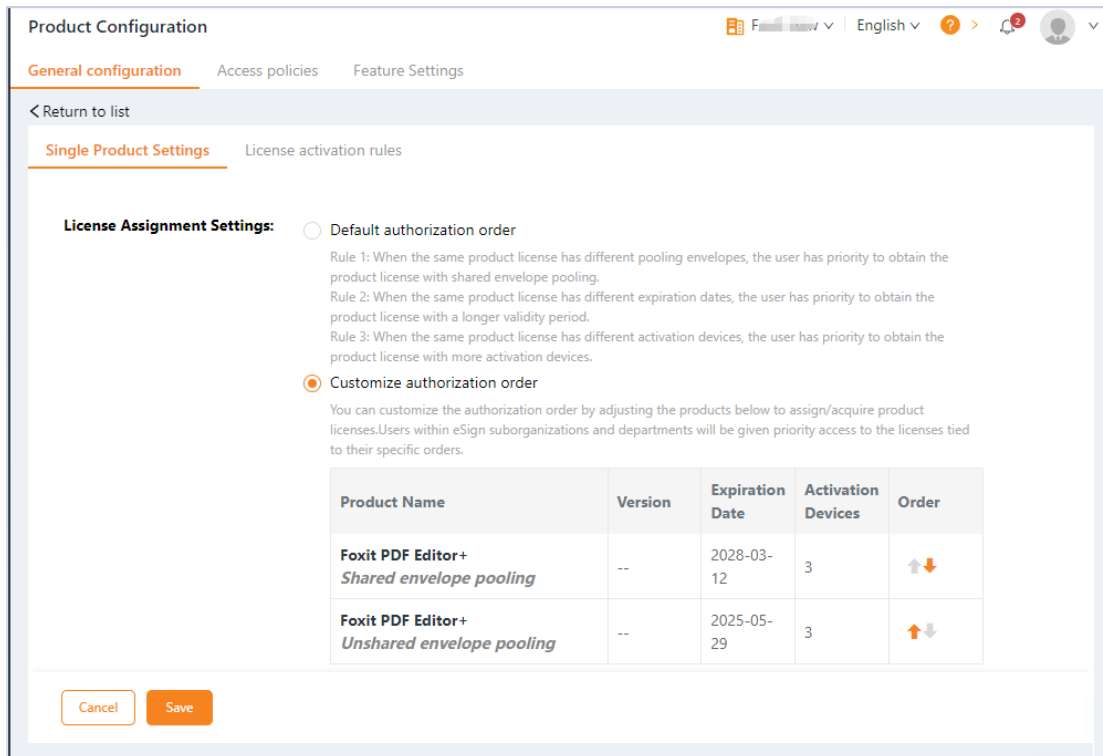 Product Configuration
English
?
>
2
General configuration
Access policies
Feature Settings
Return to list
Single Product Settings
License activation rules
License Assignment Settings:
Default authorization order
Rule 1: When the same product license has different pooling envelopes, the user has priority to obtain the
product license with shared envelope pooling.
Rule 2: When the same product license has different expiration dates, the user has priority to obtain the
product license with a longer validity period.
Rule 3: When the same product license has different activation devices, the user has priority to obtain the
product license with more activation devices.
Customize authorization order
You can customize the authorization order by adjusting the products below to assign/acquire product
licenses.Users within eSign suborganizations and departments will be given priority access to the licenses tied
to their specific orders.
Product Name
Version
Expiration
Date
Activation
Devices
Order
Foxit PDF Editor+
Shared envelope pooling
--
2028-03-
12
3
Foxit PDF Editor+
Unshared envelope pooling
--
2025-05-
29
3
Cancel
Save